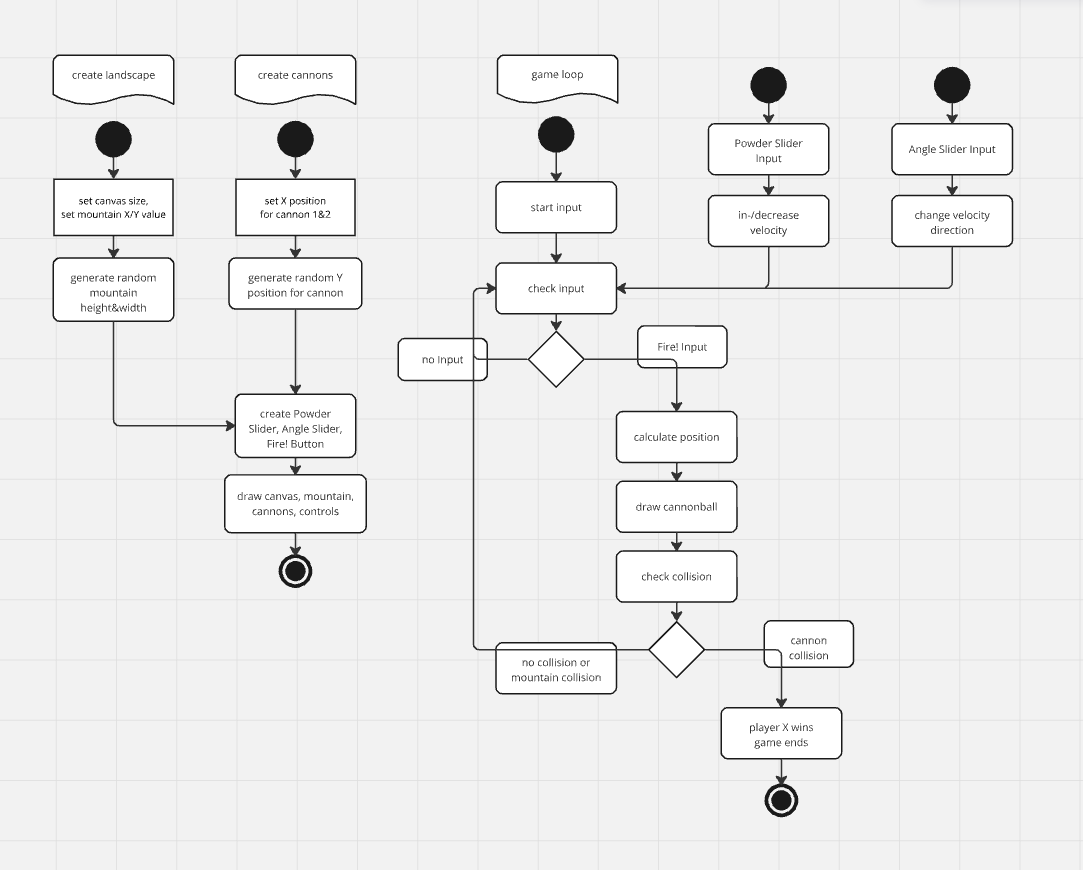 create landscape
create cannons
game loop
set canvas size,
set mountain X/Y value
generate random
mountain
height&width
set X position
for cannon 1&2
generate random Y
position for cannon
create Powder
Slider, Angle Slider,
Fire! Button
draw canvas, mountain,
cannons, controls
start input
check input
no Input
Fire! Input
Powder Slider
Input
in-/decrease
velocity
Angle Slider Input
change velocity
direction
calculate position
draw cannonball
check collision
no collision or
mountain collision
cannon
collision
player X wins
game ends